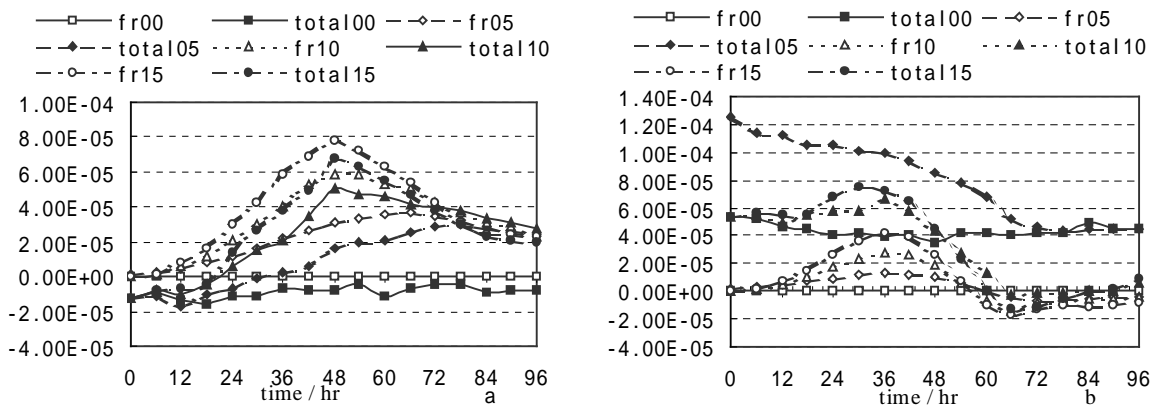 fr00 total00 fr05
total05 fr10 total10
fr15 total15
1.00E-04
8.00E-05
6.00E-05
4.00E-05
2.00E-05
0.00E+00
-2.00E-05
-4.00E-05
0 12 24 36 48 60 72 84 96
time / hr a
fr00 total00 fr05
total05 fr10 total10
fr15 total15
1.40E-04
1.20E-04
1.00E-04
8.00E-05
6.00E-05
4.00E-05
2.00E-05
0.00E+00
-2.00E-05
-4.00E-05
0 12 24 36 48 60 72 84 96
time / hr b